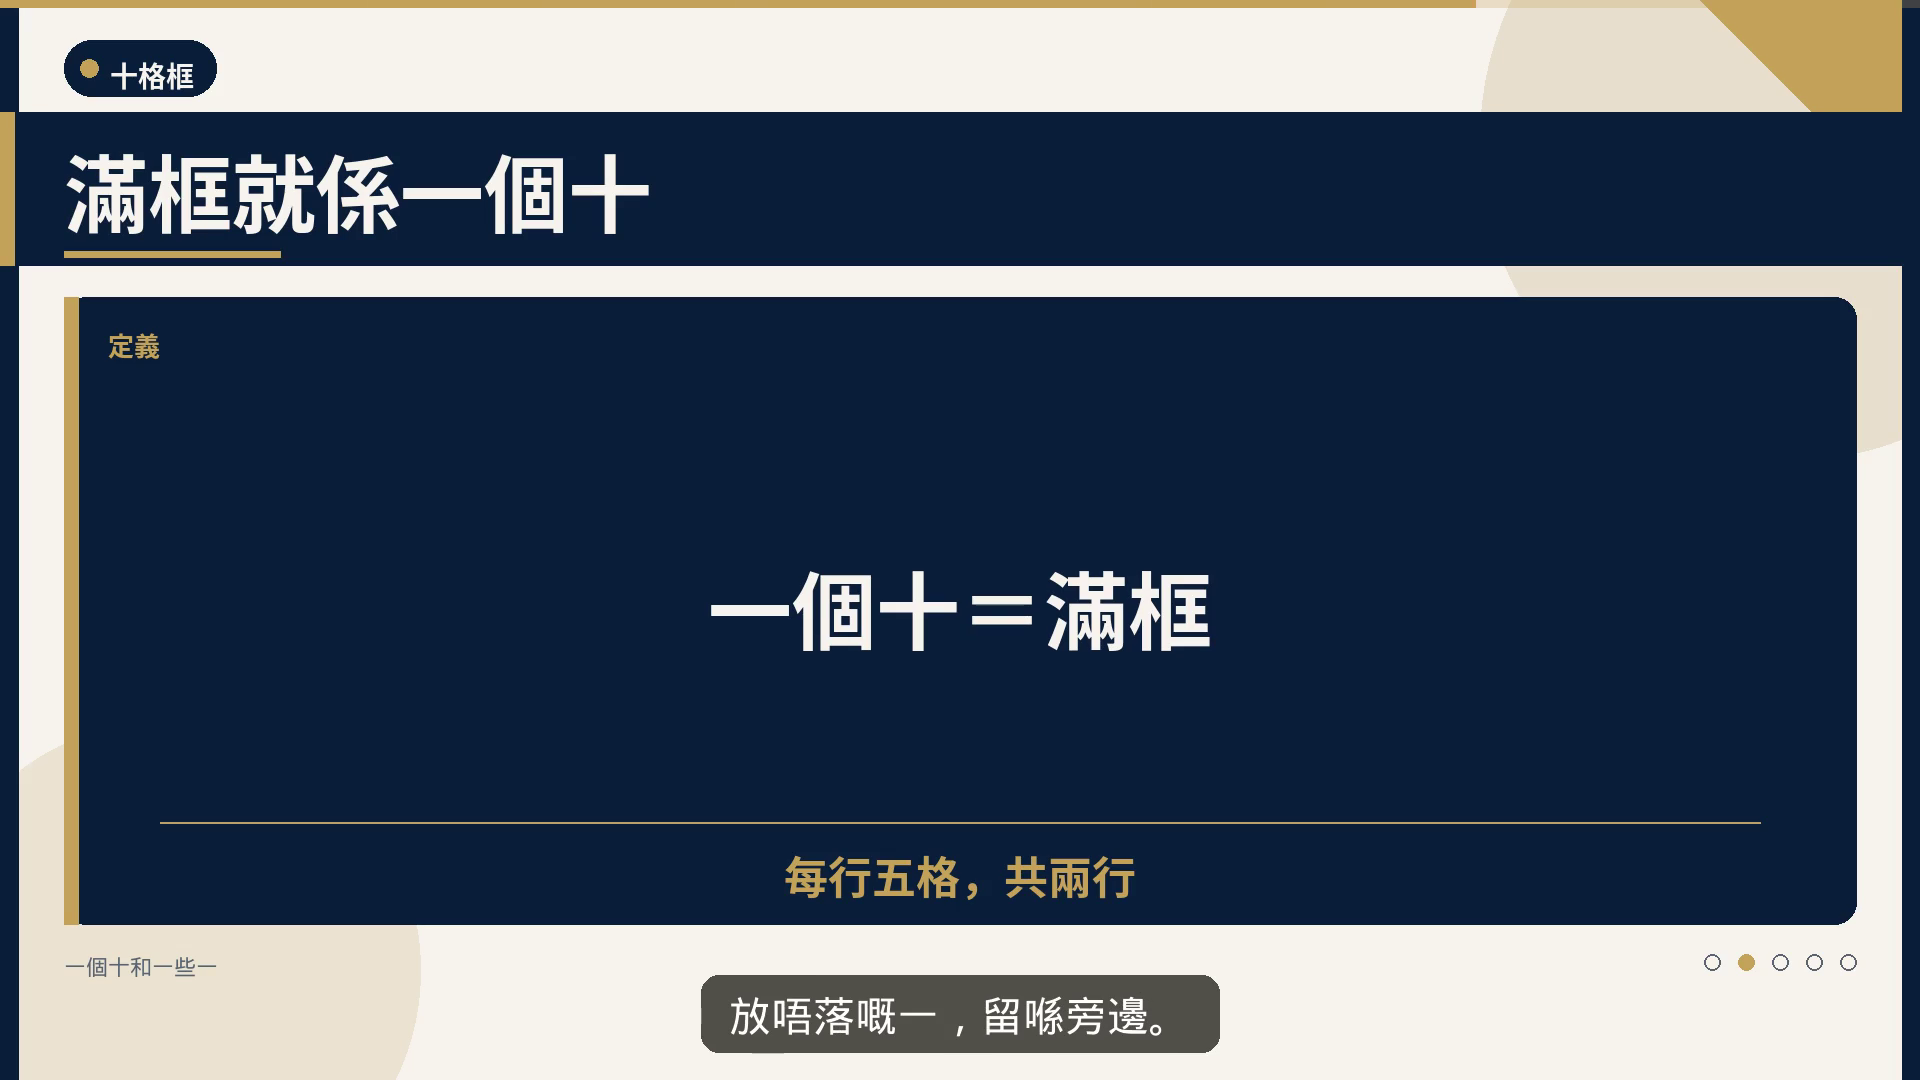 十格框
滿框就係一個十
定義
一個十＝滿框
每行五格，共兩行
一個十和一些一
放唔落嘅一，留喺旁邊。